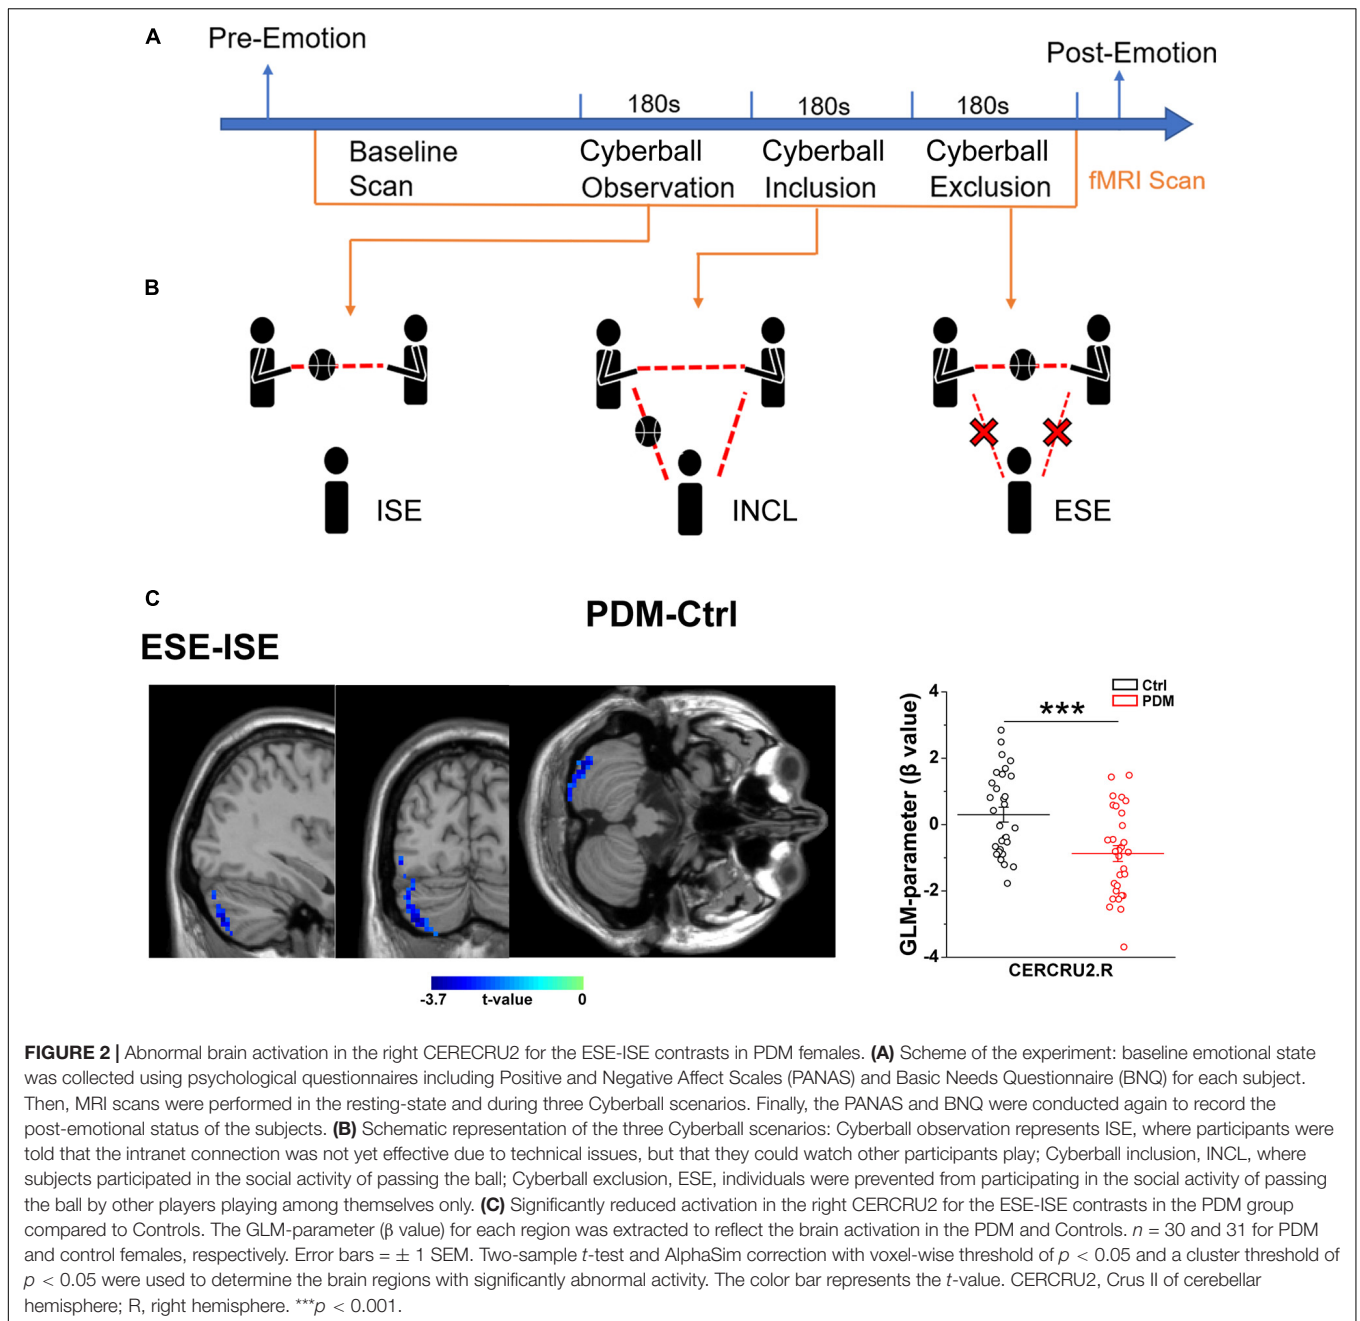 A
Pre-Emotion
Post-Emotion
180s 180s 180s
Baseline Scan
Cyberball Observation
Cyberball Inclusion
Cyberball Exclusion
fMRI Scan
B
ISE
INCL
ESE
C
PDM-Ctrl
ESE-ISE
-3.7 t-value 0
Ctrl
PDM
***
GLM-parameter (β value)
4
2
0
-2
-4
CERCRU2.R
FIGURE 2 | Abnormal brain activation in the right CERECRU2 for the ESE-ISE contrasts in PDM females. (A) Scheme of the experiment: baseline emotional state
was collected using psychological questionnaires including Positive and Negative Affect Scales (PANAS) and Basic Needs Questionnaire (BNQ) for each subject.
Then, MRI scans were performed in the resting-state and during three Cyberball scenarios. Finally, the PANAS and BNQ were conducted again to record the
post-emotional status of the subjects. (B) Schematic representation of the three Cyberball scenarios: Cyberball observation represents ISE, where participants were
told that the intranet connection was not yet effective due to technical issues, but that they could watch other participants play; Cyberball inclusion, INCL, where
subjects participated in the social activity of passing the ball; Cyberball exclusion, ESE, individuals were prevented from participating in the social activity of passing
the ball by other players playing among themselves only. (C) Significantly reduced activation in the right CERCRU2 for the ESE-ISE contrasts in the PDM group
compared to Controls. The GLM-parameter (β value) for each region was extracted to reflect the brain activation in the PDM and Controls. n = 30 and 31 for PDM
and control females, respectively. Error bars = ± 1 SEM. Two-sample t-test and AlphaSim correction with voxel-wise threshold of p < 0.05 and a cluster threshold of
p < 0.05 were used to determine the brain regions with significantly abnormal activity. The color bar represents the t-value. CERCRU2, Crus II of cerebellar
hemisphere; R, right hemisphere. ***p < 0.001.